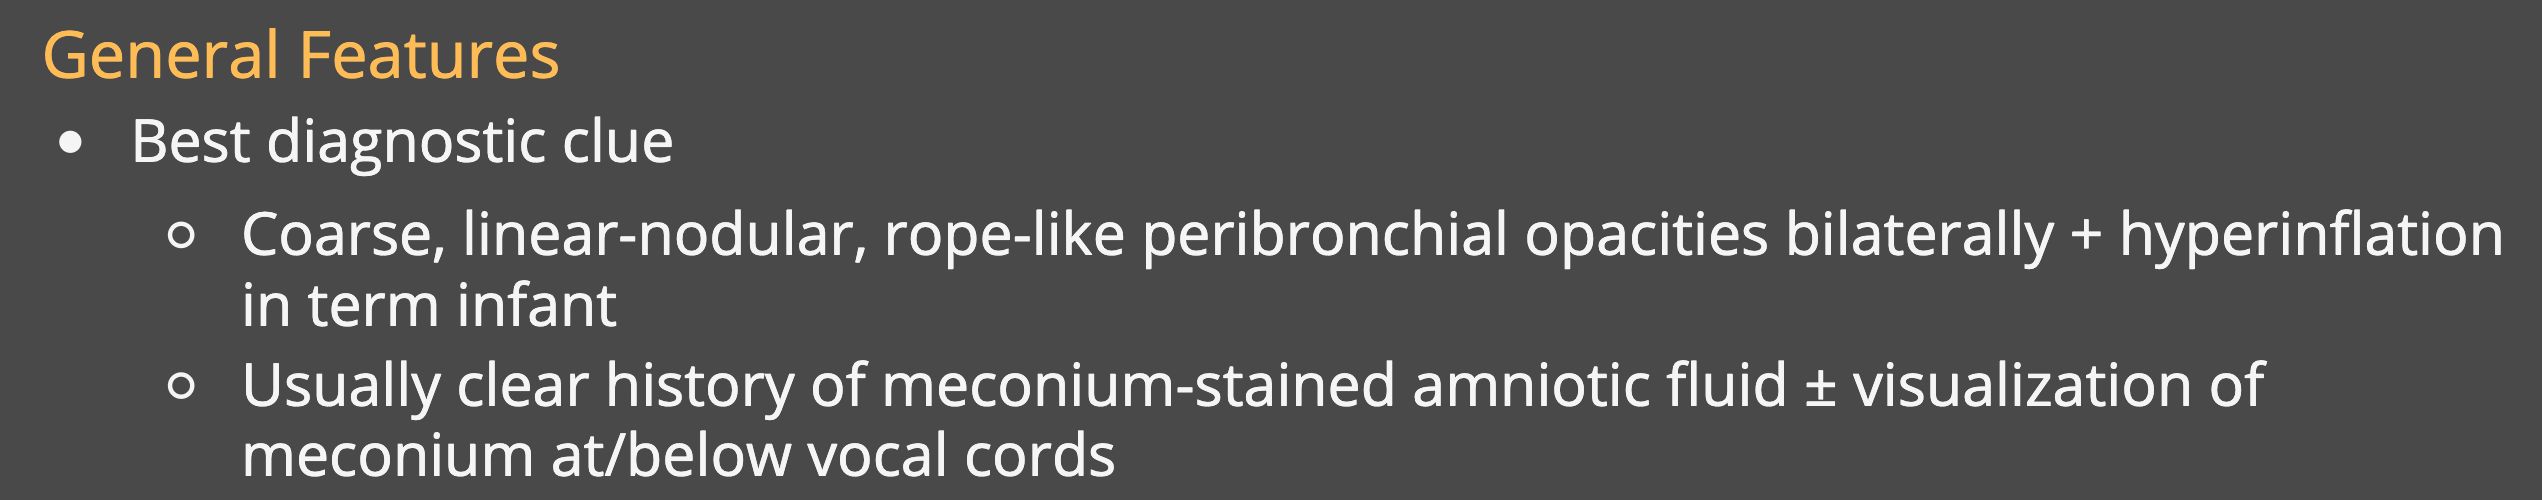 General Features
● Best diagnostic clue
○ Coarse, linear-nodular, rope-like peribronchial opacities bilaterally + hyperinflation
in term infant
○ Usually clear history of meconium-stained amniotic fluid ± visualization of
meconium at/below vocal cords